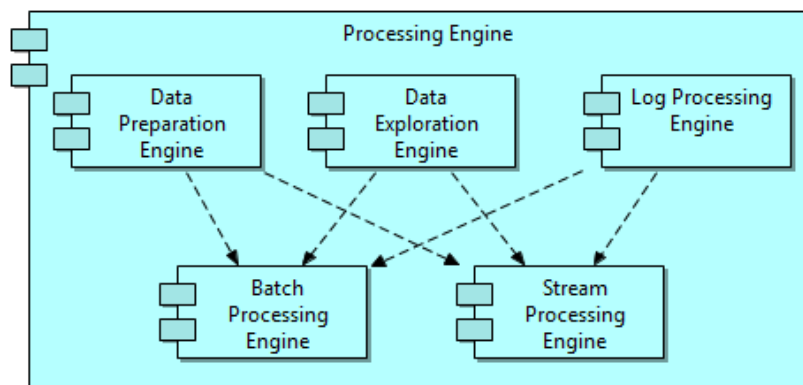 Processing Engine
Data
Preparation
Engine
Data
Exploration
Engine
Log Processing
Engine
Batch
Processing
Engine
Stream
Processing
Engine